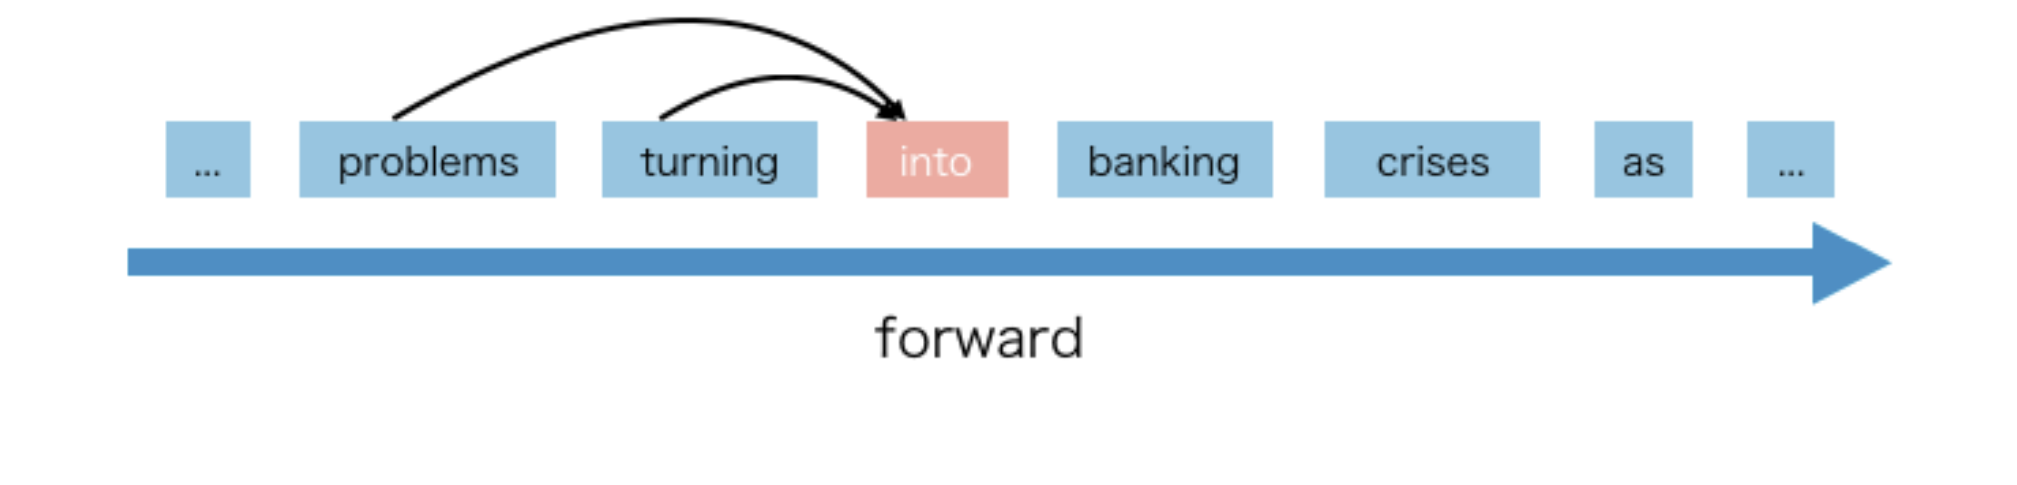 ... problems turning into banking crises as ...
forward